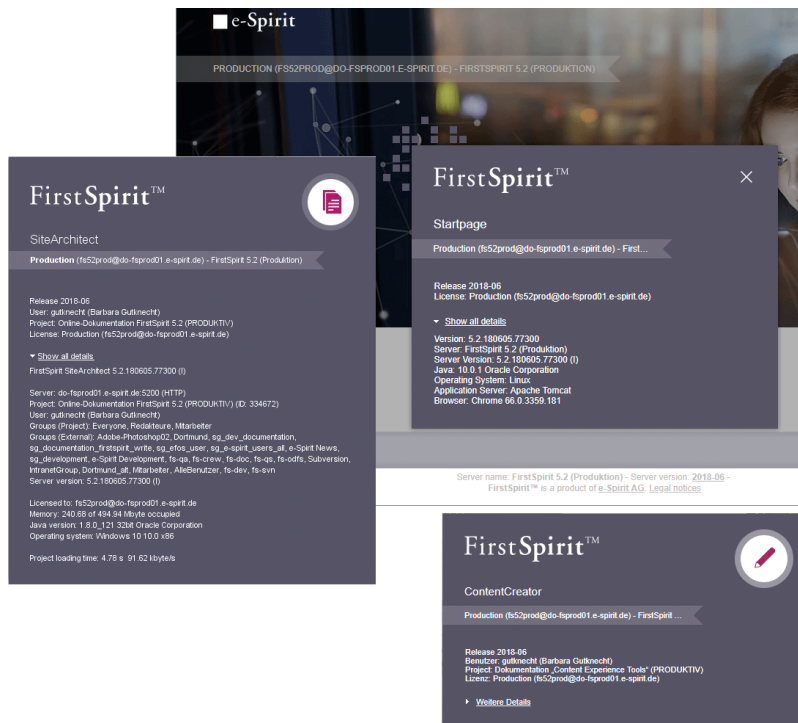 e-Spirit
PRODUCTION (FS52PROD@DO-FSPROD01.E-SPIRIT.DE) - FIRSTSPIRIT 5.2 (PRODUKTION)
FirstSpirit™
SiteArchitect
Production (fs52prod@do-fsprod01.e-spirit.de) - FirstSpirit 5.2 (Produktion)
Release 2018-06
User: gutknecht (Barbara Gutknecht)
Project: Online-Dokumentation FirstSpirit 5.2 (PRODUKTIV)
License: Production (fs52prod@do-fsprod01.e-spirit.de)
Show all details
FirstSpirit SiteArchitect 5.2.180605.77300 (I)
Server: do-fsprod01.e-spirit.de:5200 (HTTP)
Project: Online-Dokumentation FirstSpirit 5.2 (PRODUKTIV) (ID: 334672)
User: gutknecht (Barbara Gutknecht)
Groups (Project): Everyone, Redakteure, Mitarbeiter
Groups (External): Adobe-Photoshop02, Dortmund, sg_dev_documentation,
sg_documentation_firstspirit_write, sg_efos_user, sg_e-spirit_users_all, e-Spirit News,
sg_development, e-Spirit Development, fs-qa, fs-crew, fs-doc, fs-qs, fs-odfs, Subversion,
IntranetGroup, Dortmund_alt, Mitarbeiter, AlleBenutzer, fs-dev, fs-svn
Server version: 5.2.180605.77300 (I)
Licensed to: fs52prod@do-fsprod01.e-spirit.de
Memory: 240.68 of 494.94 Mbyte occupied
Java version: 1.8.0_121 32bit Oracle Corporation
Operating system: Windows 10 10.0 x86
Project loading time: 4.78 s 91.62 kbyte/s
FirstSpirit™
Startpage
Production (fs52prod@do-fsprod01.e-spirit.de) - First...
Release 2018-06
License: Production (fs52prod@do-fsprod01.e-spirit.de)
Show all details
Version: 5.2.180605.77300
Server: FirstSpirit 5.2 (Produktion)
Server Version: 5.2.180605.77300 (I)
Java: 10.0.1 Oracle Corporation
Operating System: Linux
Application Server: Apache Tomcat
Browser: Chrome 66.0.3359.181
Server name: FirstSpirit 5.2 (Produktion) - Server version: 2018-06 -
FirstSpirit™ is a product of e-Spirit AG. Legal notices
FirstSpirit™
ContentCreator
Production (fs52prod@do-fsprod01.e-spirit.de) - FirstSpirit ...
Release 2018-06
Benutzer: gutknecht (Barbara Gutknecht)
Project: Dokumentation „Content Experience Tools“ (PRODUKTIV)
Lizenz: Production (fs52prod@do-fsprod01.e-spirit.de)
Weitere Details